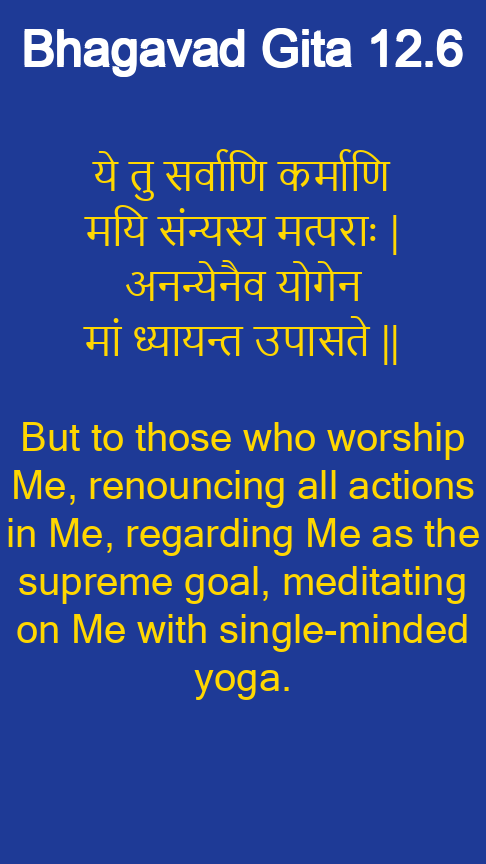 Bhagavad Gita 12.6
ये तु सर्वाणि कर्माणि
मयि संन्यस्य मत्पराः |
अनन्येनैव योगेन
मां ध्यायन्त उपासते ||
But to those who worship
Me, renouncing all actions
in Me, regarding Me as the
supreme goal, meditating
on Me with single-minded
yoga.